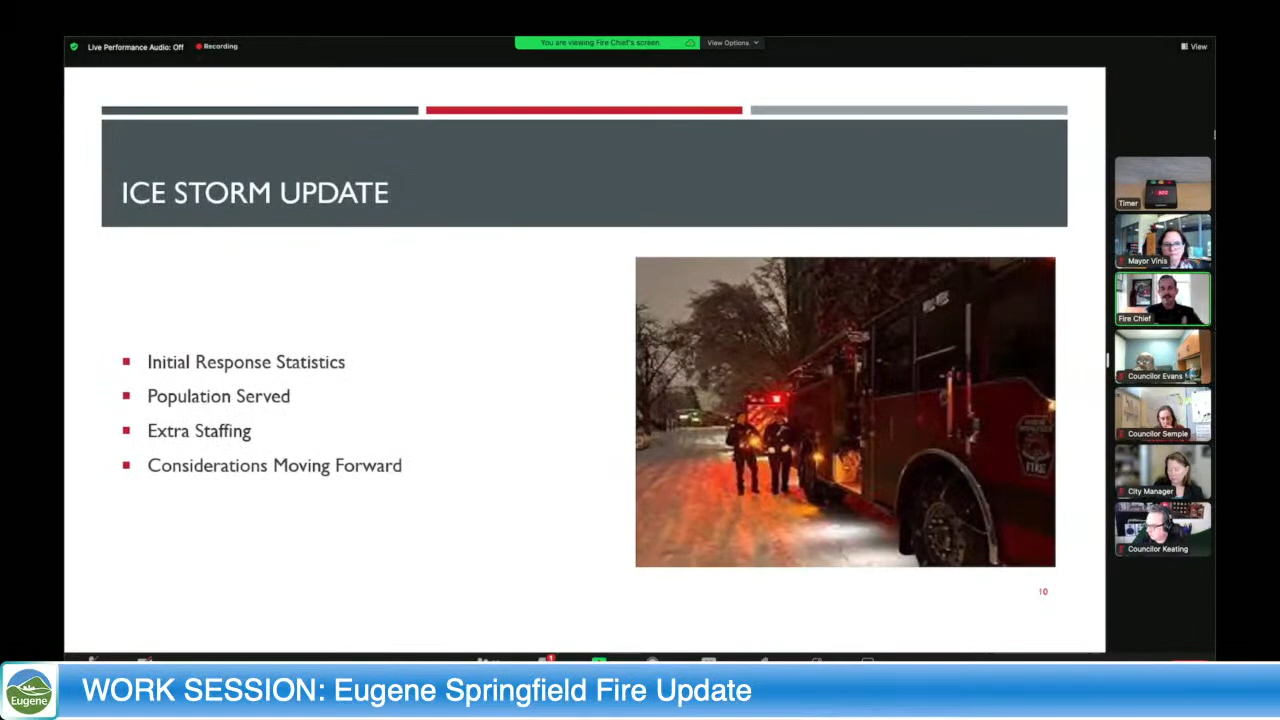 Live Performance Audio: Off
Recording
You are viewing Fire Chief's screen
View Options
View
ICE STORM UPDATE
Initial Response Statistics
Population Served
Extra Staffing
Considerations Moving Forward
FIRE
10
Timer
Mayor Vinis
Fire Chief
Councilor Evans
Councilor Semple
City Manager
Councilor Keating
1
Eugene
WORK SESSION: Eugene Springfield Fire Update